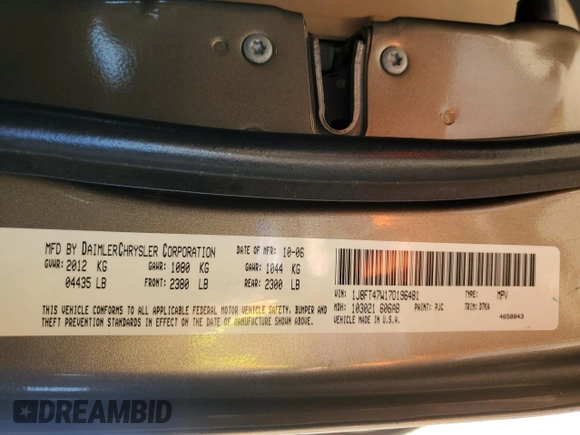 MFD BY DAIMLERCHRYSLER CORPORATION DATE OF MFR: 10-06
GVWR: 2012 KG GAWR: 1080 KG GAWR: 1044 KG
04435 LB FRONT: 2380 LB REAR: 2300 LB
THIS VEHICLE CONFORMS TO ALL APPLICABLE FEDERAL MOTOR VEHICLE SAFETY, BUMPER AND
THEFT PREVENTION STANDARDS IN EFFECT ON THE DATE OF MANUFACTURE SHOWN ABOVE.
VIN: 1J8FT47W17D196481 TYPE: MPV
MDH: 103021 606AB PAINT: PJC TRIM: D7K4
VEHICLE MADE IN U.S.A. 4658043
DREAMBID